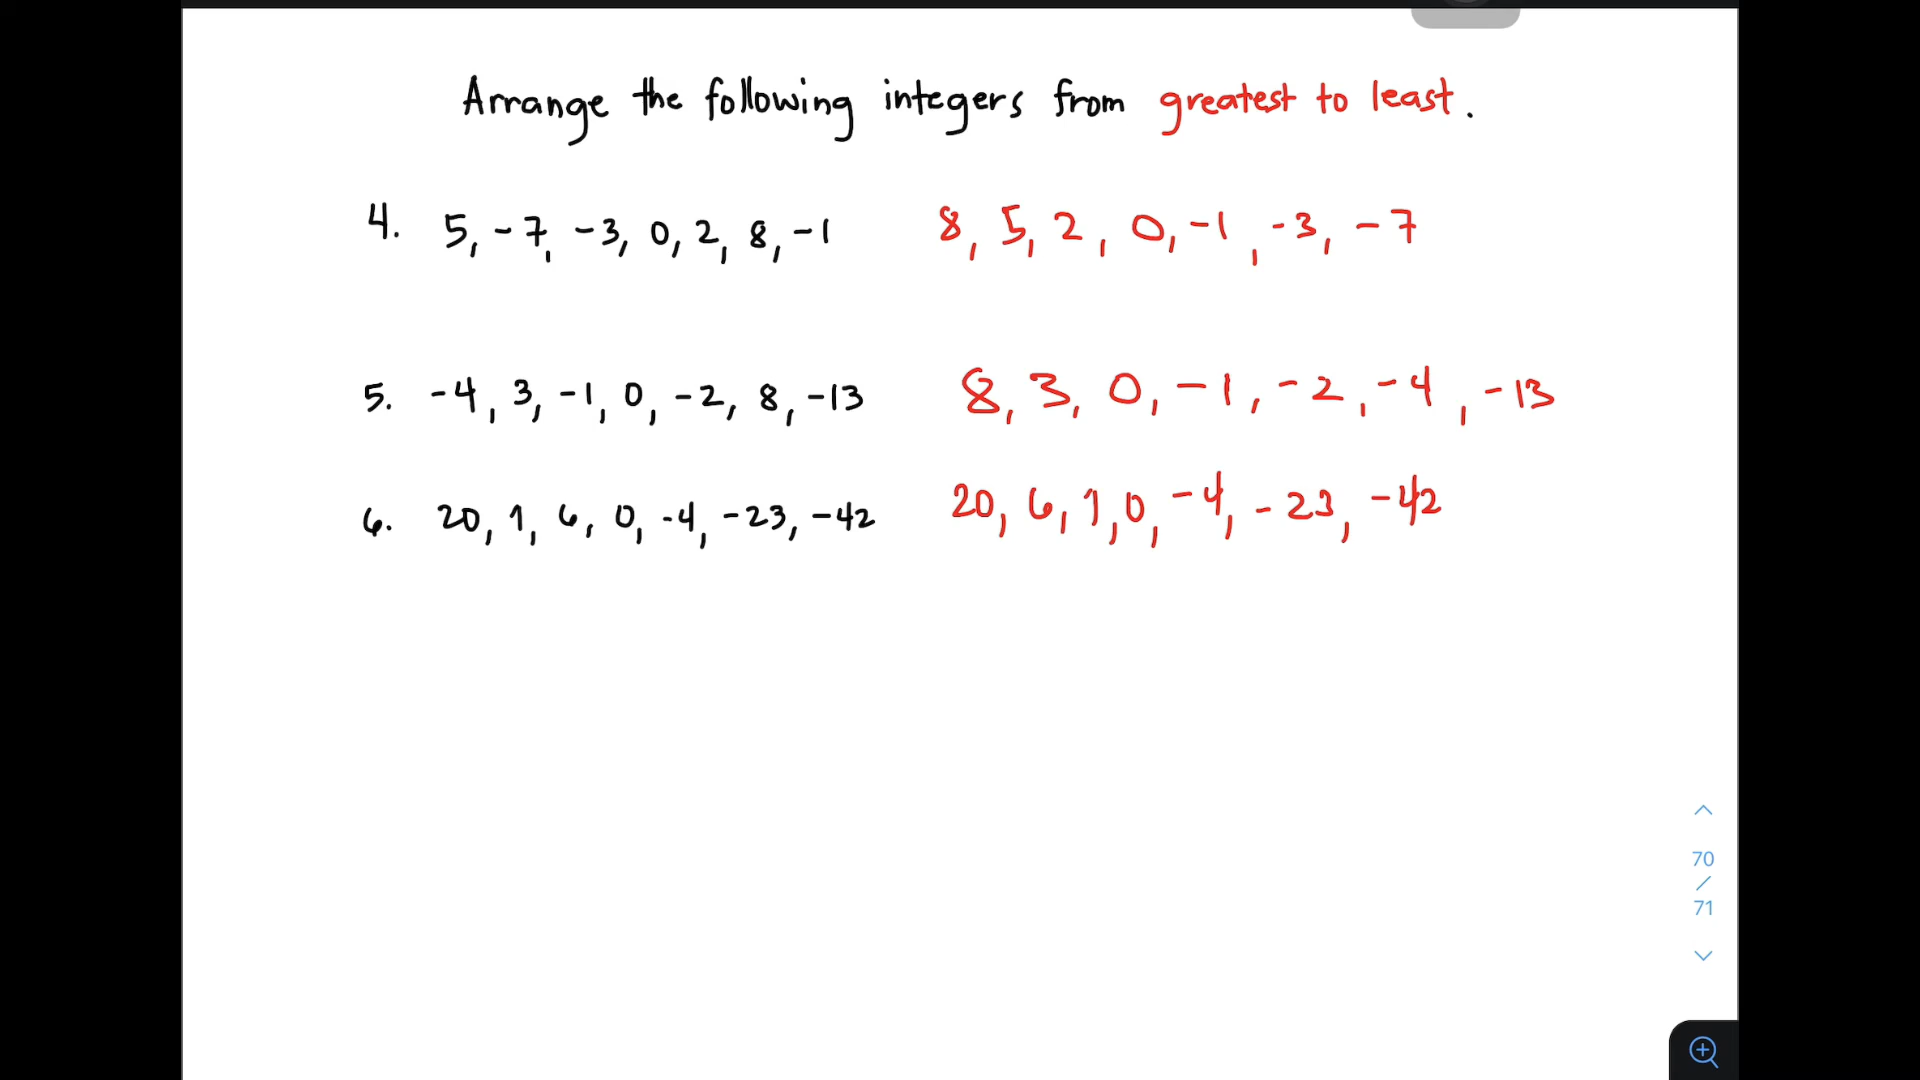 Arrange the following integers from greatest to least.
4. 5, -7, -3, 0, 2, 8, -1 8, 5, 2, 0, -1, -3, -7
5. -4, 3, -1, 0, -2, 8, -13 8, 3, 0, -1, -2, -4, -13
6. 20, 1, 6, 0, -4, -23, -42 20, 6, 1, 0, -4, -23, -42
70
/
71